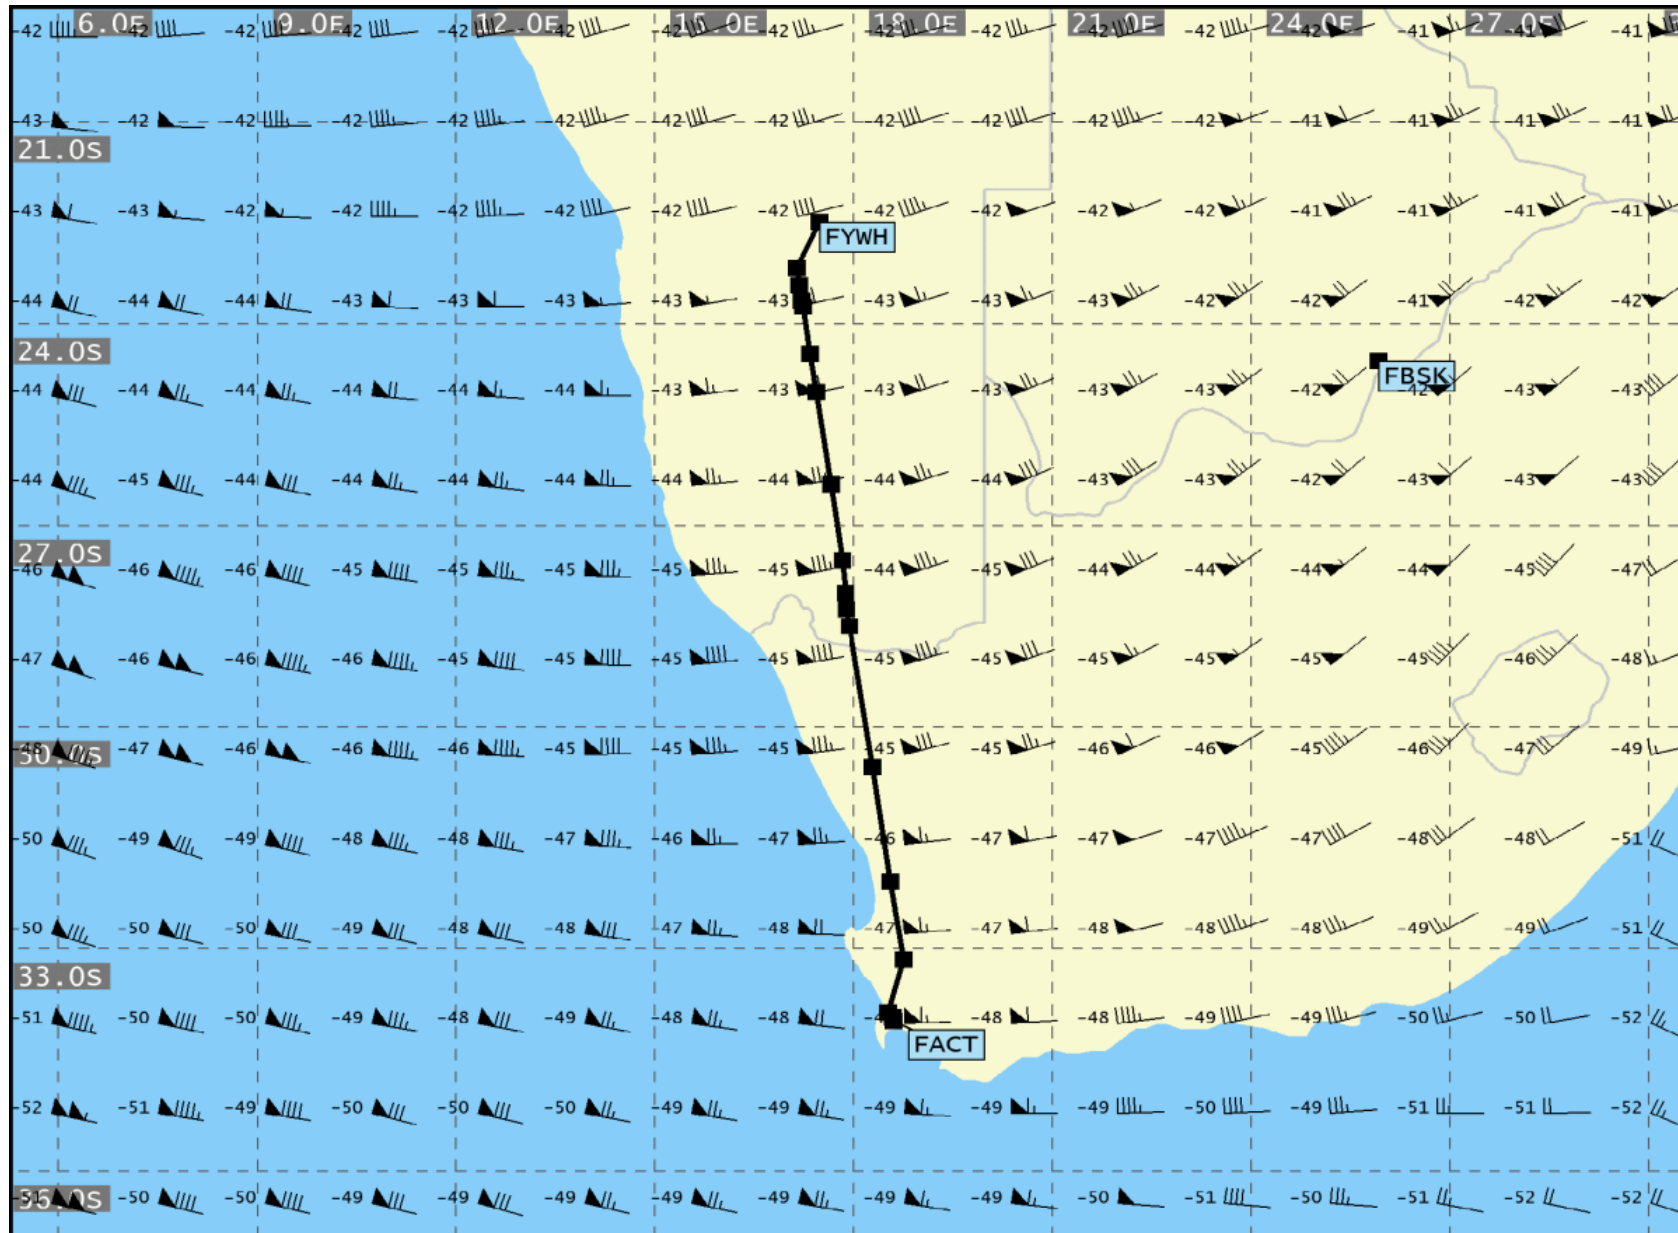 6.0E 9.0E 12.0E 15.0E 18.0E 21.0E 24.0E 27.0E
-42 -42 -42 -42 -42 -42 -42 -42 -42 -42 -42 -42 -42 -41 -41 -41
-43 -42 -42 -42 -42 -42 -42 -42 -42 -42 -42 -42 -41 -41 -41 -41
21.0S
-43 -43 -42 -42 -42 -42 -42 -42 -42 -42 -42 -42 -41 -41 -41 -41
FYWH
-44 -44 -44 -43 -43 -43 -43 -43 -43 -43 -43 -42 -42 -41 -42 -42
24.0S
FBSK
-44 -44 -44 -44 -44 -44 -43 -43 -43 -43 -43 -43 -42 -42 -43 -43
-44 -45 -44 -44 -44 -44 -44 -44 -44 -44 -43 -43 -42 -43 -43 -43
27.0S
-46 -46 -46 -45 -45 -45 -45 -45 -44 -45 -44 -44 -44 -44 -45 -47
-47 -46 -46 -46 -45 -45 -45 -45 -45 -45 -45 -45 -45 -45 -46 -48
-48 -47 -46 -46 -46 -45 -45 -45 -45 -45 -46 -46 -45 -46 -47 -49
30.0S
-50 -49 -49 -48 -48 -47 -46 -47 -46 -47 -47 -47 -47 -48 -48 -51
-50 -50 -50 -49 -48 -48 -47 -48 -47 -47 -48 -48 -48 -49 -49 -51
33.0S
-51 -50 -50 -49 -48 -49 -48 -48 -48 -48 -49 -49 -50 -50 -52
FACT
-52 -51 -49 -50 -50 -50 -49 -49 -49 -49 -49 -50 -49 -51 -51 -52
-51 -50 -50 -49 -49 -49 -49 -49 -49 -49 -50 -51 -50 -51 -52 -52
36.0S